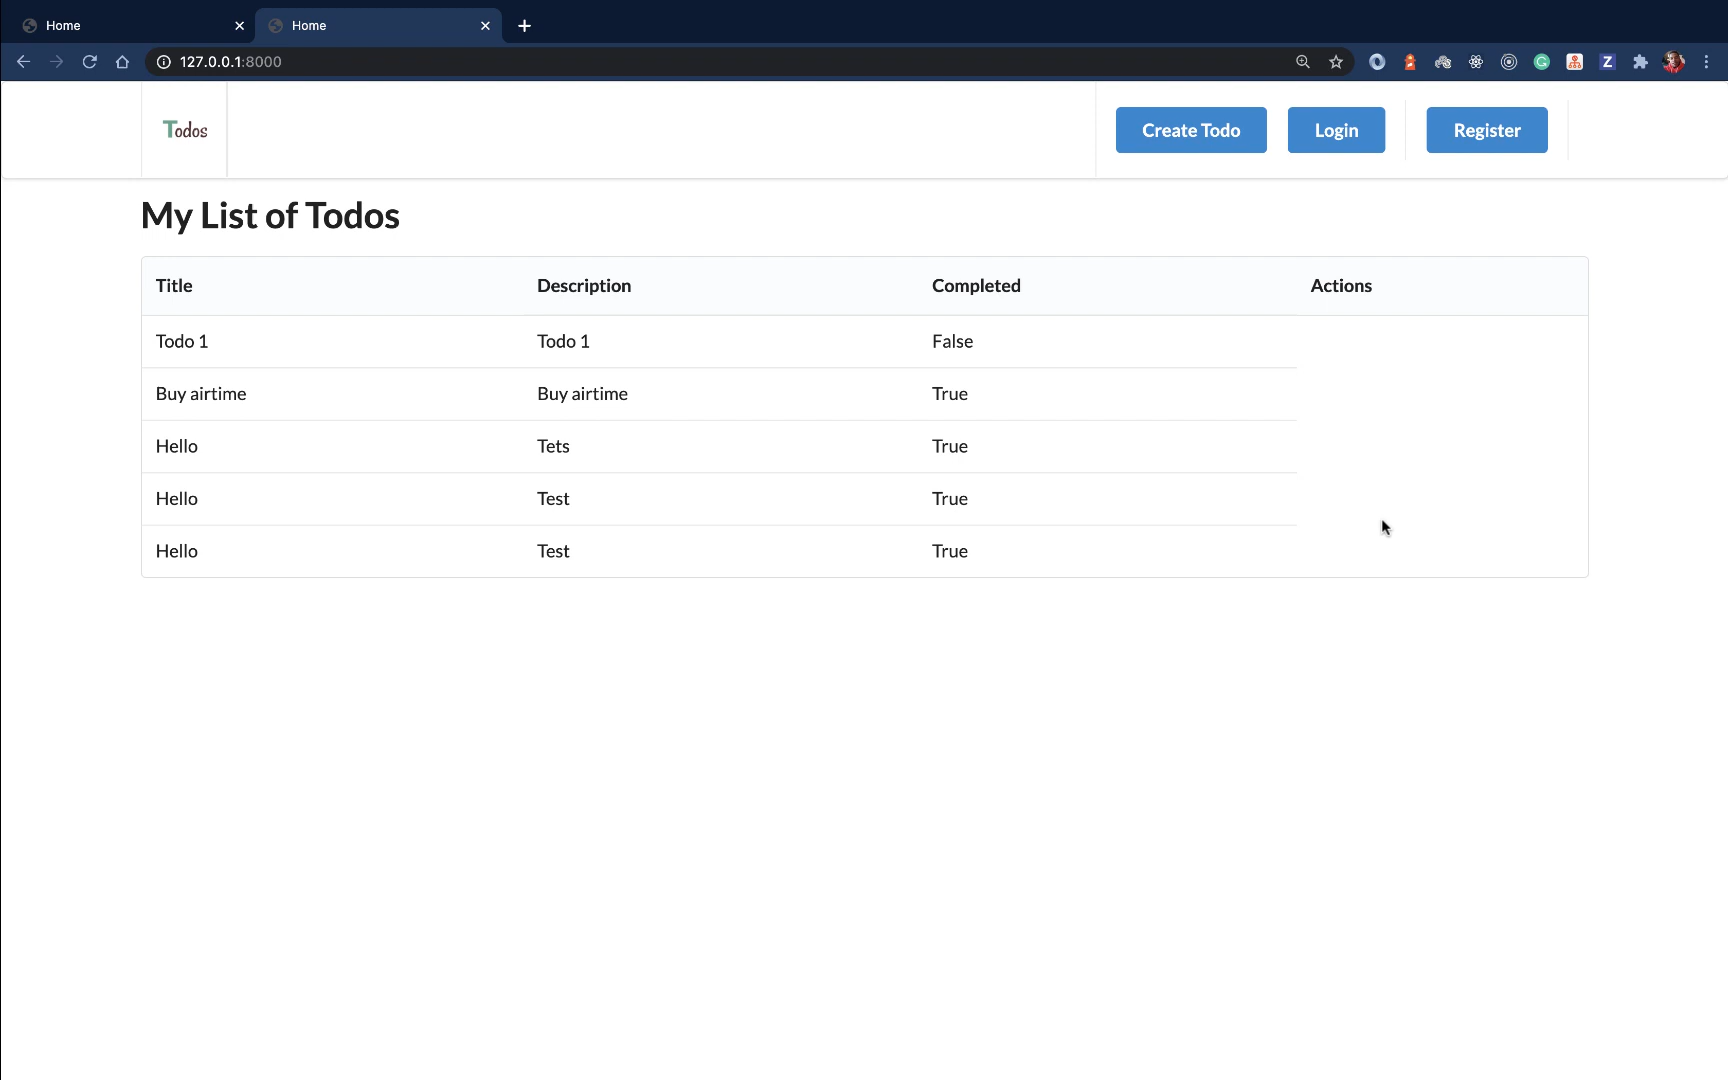 Home Home
127.0.0.1:8000
Todos Create Todo Login Register
My List of Todos
Title Description Completed Actions
Todo 1 Todo 1 False
Buy airtime Buy airtime True
Hello Tets True
Hello Test True
Hello Test True